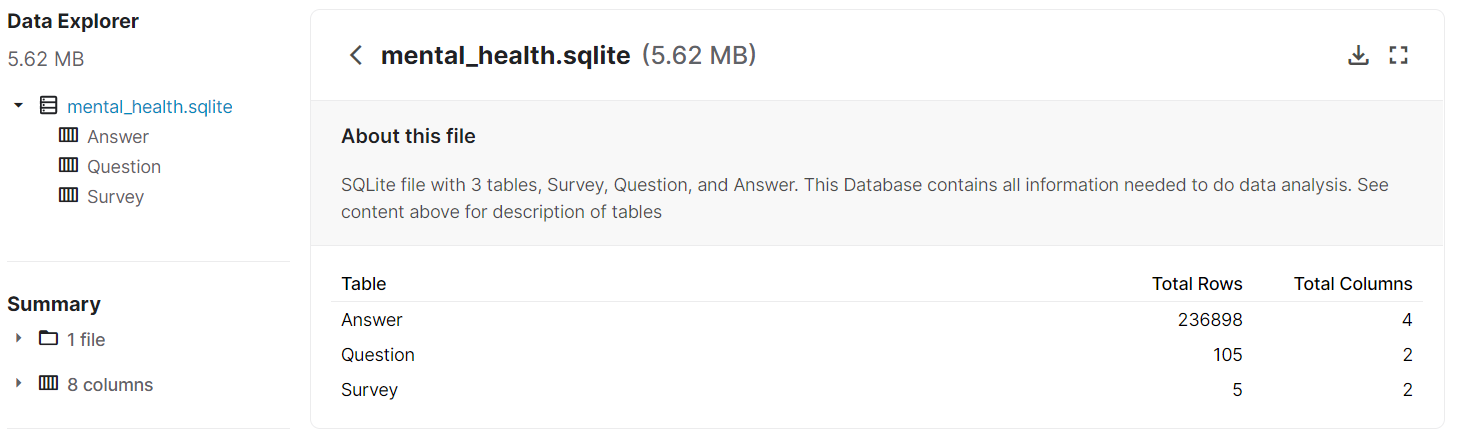 Data Explorer
5.62 MB
mental_health.sqlite
Answer
Question
Survey
Summary
1 file
8 columns
mental_health.sqlite (5.62 MB)
About this file
SQLite file with 3 tables, Survey, Question, and Answer. This Database contains all information needed to do data analysis. See
content above for description of tables
Table Total Rows Total Columns
Answer 236898 4
Question 105 2
Survey 5 2